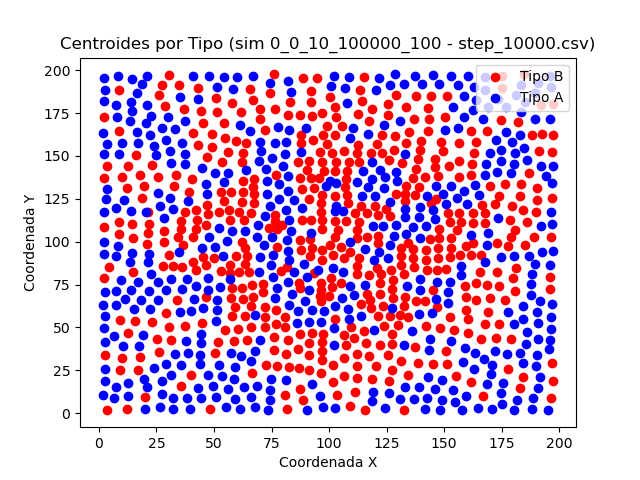 Centroides por Tipo (sim 0_0_10_100000_100 - step_10000.csv)
Tipo B
Tipo A
Coordenada Y
200
175
150
125
100
75
50
25
0
0 25 50 75 100 125 150 175 200
Coordenada X